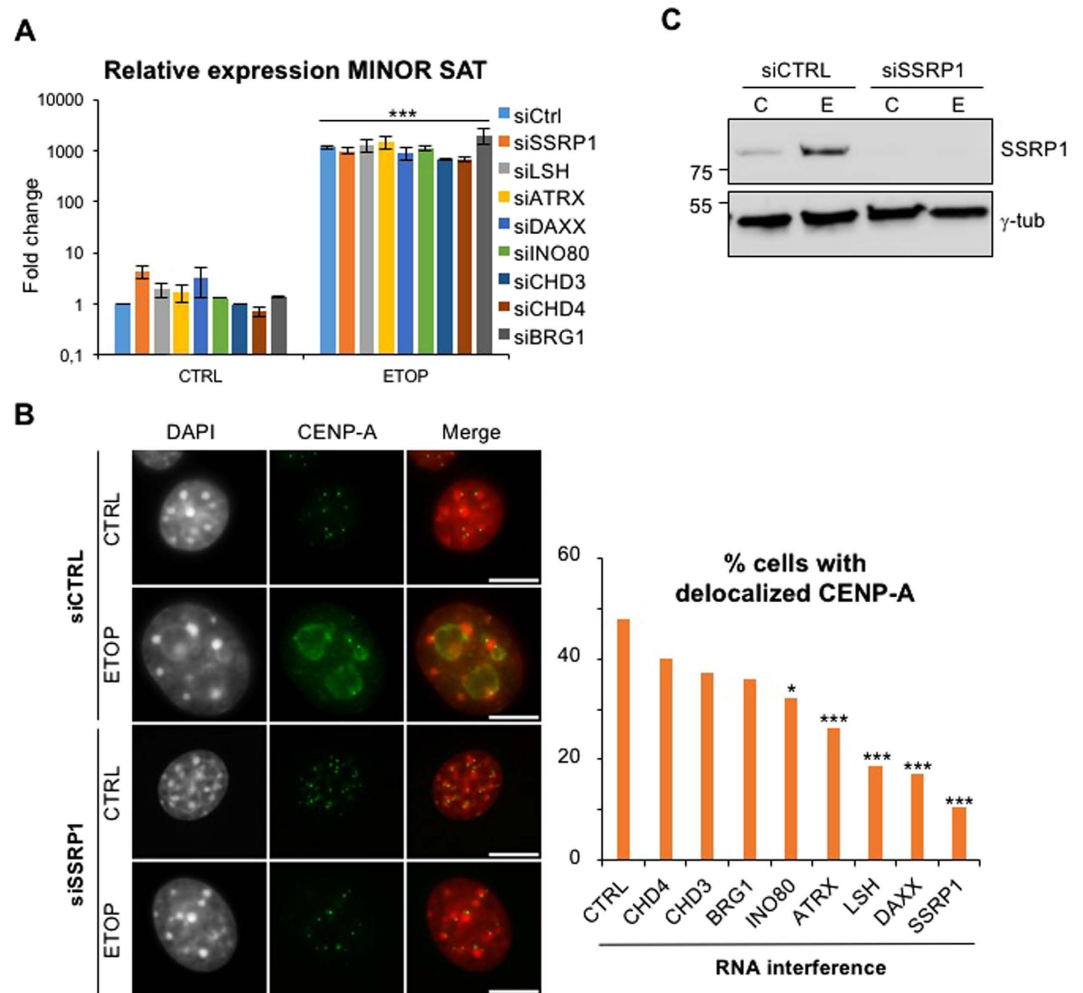 A
Relative expression MINOR SAT
Fold change
10000
1000
100
10
1
0,1
***
CTRL
ETOP
siCtrl
siSSRP1
siLSH
siATRX
siDAXX
siINO80
siCHD3
siCHD4
siBRG1
C
siCTRL siSSRP1
C E C E
75
55
SSRP1
γ-tub
B
DAPI CENP-A Merge
siCTRL
CTRL
ETOP
siSSRP1
CTRL
ETOP
% cells with
delocalized CENP-A
60
40
20
0
*
***
***
***
***
CTRL
CHD4
CHD3
BRG1
INO80
ATRX
LSH
DAXX
SSRP1
RNA interference